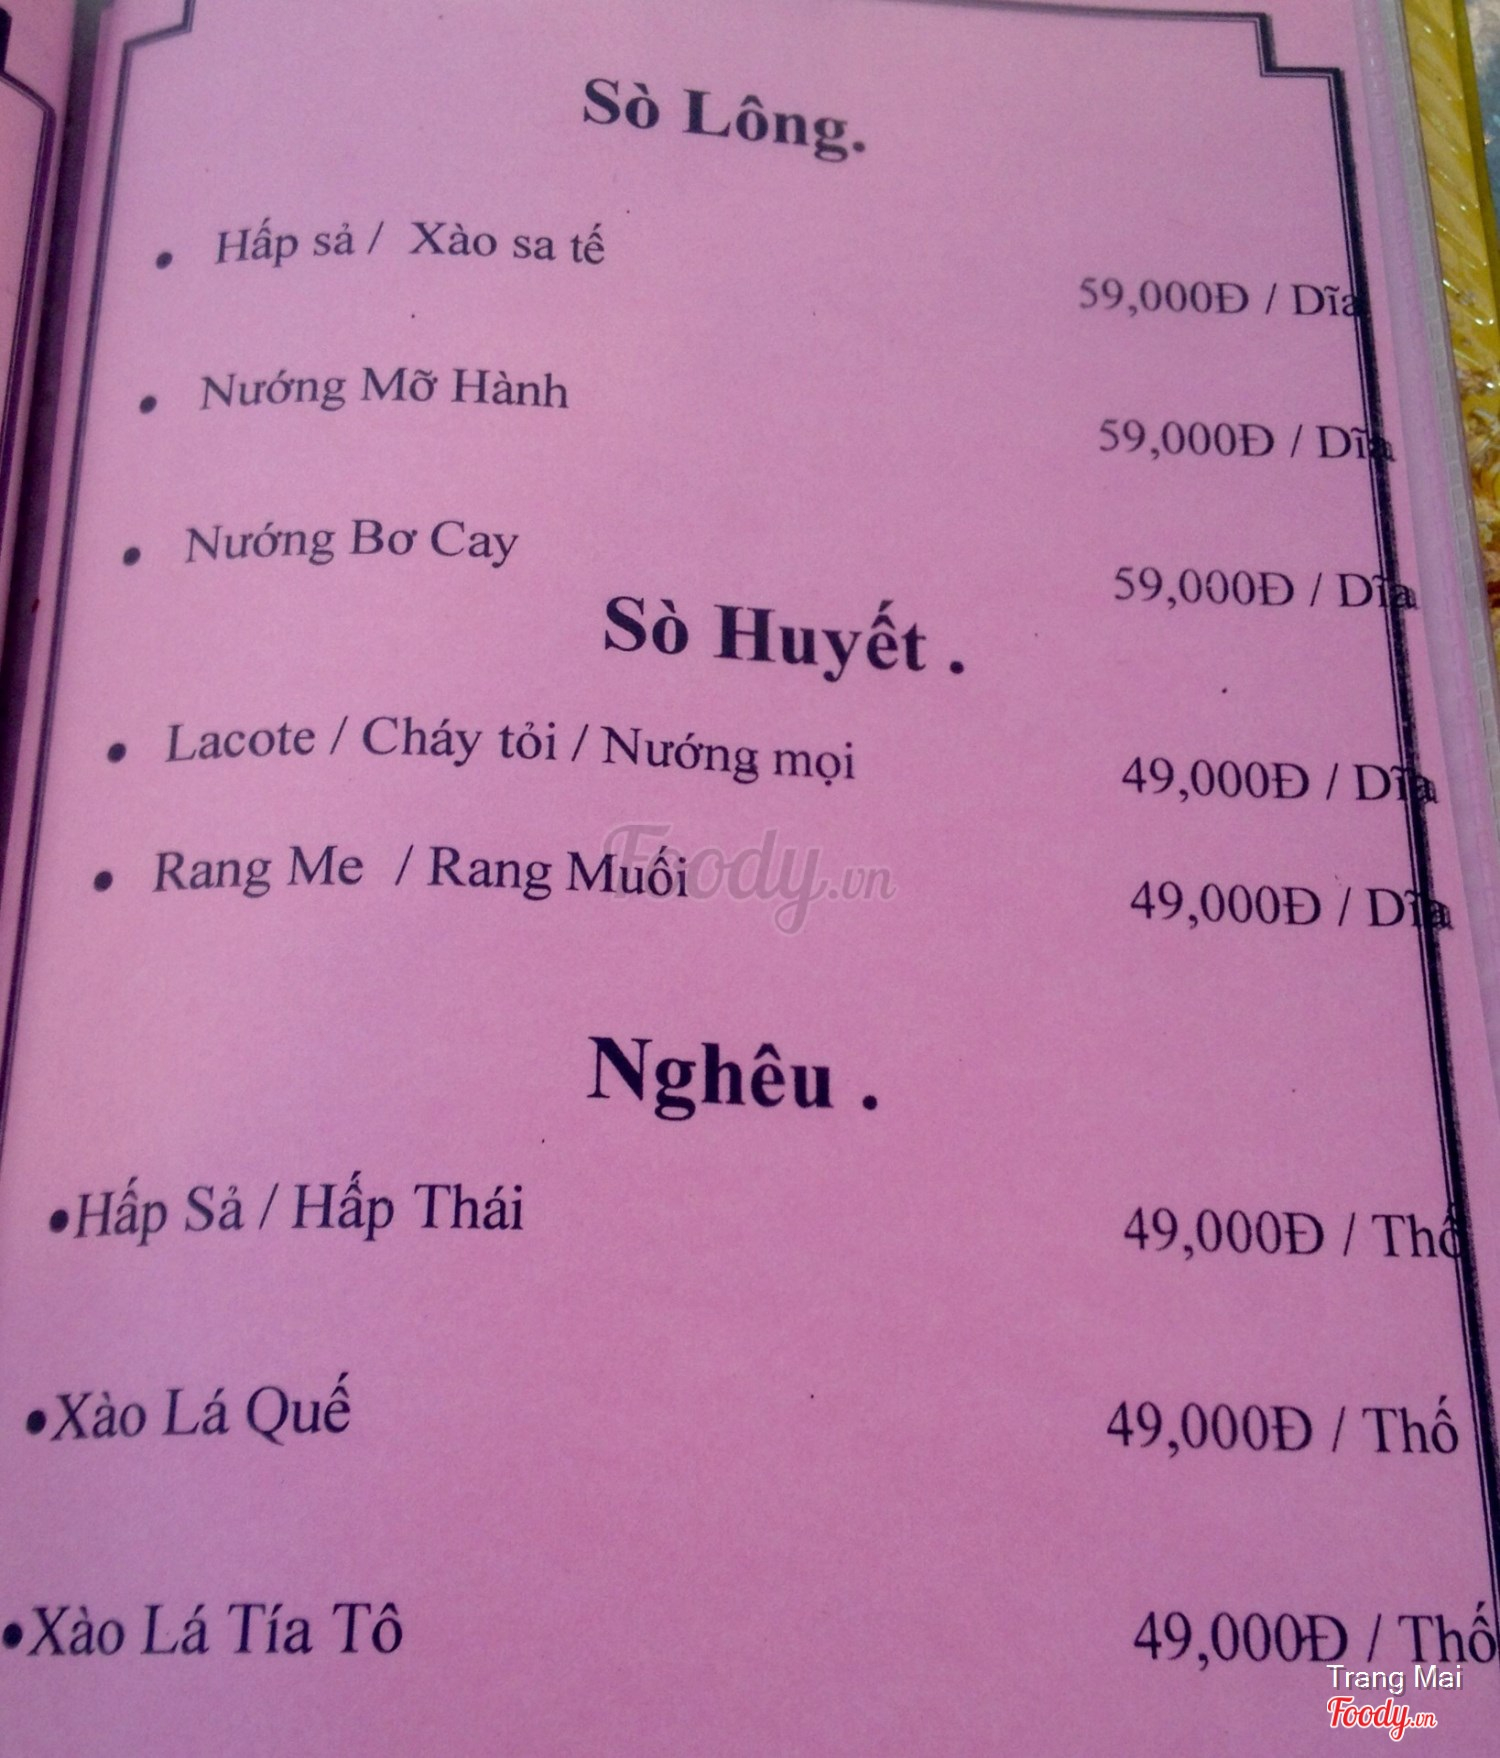 Sò Lông.
• Hấp sả / Xào sa tế 59,000Đ / Dĩa
• Nướng Mỡ Hành 59,000Đ / Dĩa
• Nướng Bơ Cay 59,000Đ / Dĩa
Sò Huyết .
• Lacote / Cháy tỏi / Nướng mọi 49,000Đ / Dĩa
• Rang Me / Rang Muối 49,000Đ / Dĩa
Foody.vn
Nghêu .
•Hấp Sả / Hấp Thái 49,000Đ / Thố
•Xào Lá Quế 49,000Đ / Thố
•Xào Lá Tía Tô 49,000Đ / Thố
Trang Mai
Foody.vn